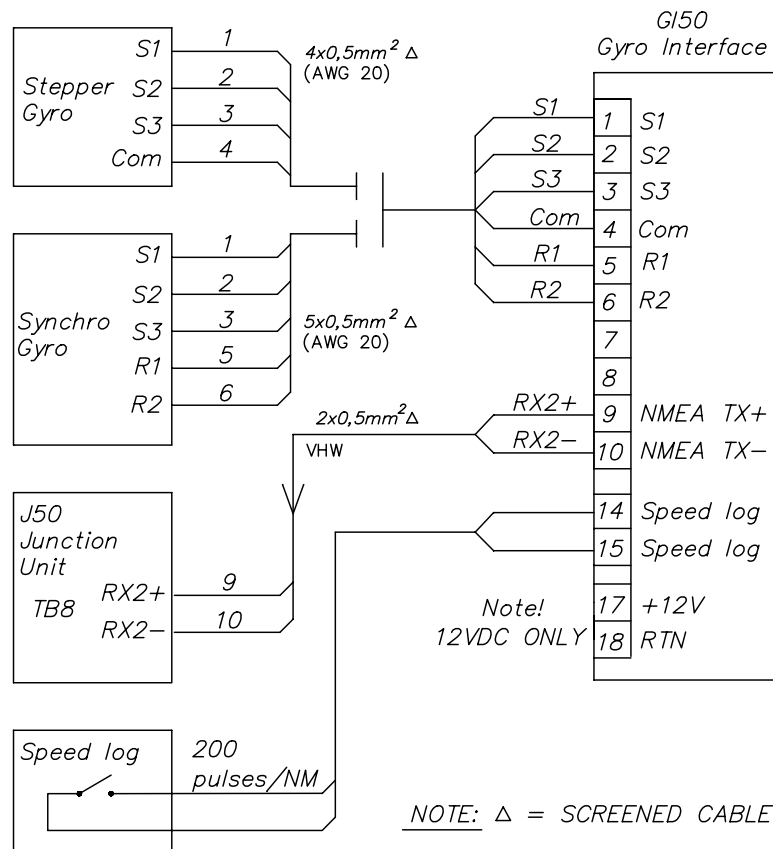 GI50
Gyro Interface
Stepper
Gyro
S1 1
S2 2
S3 3
Com 4
4x0,5mm² Δ
(AWG 20)
Synchro
Gyro
S1 1
S2 2
S3 3
R1 5
R2 6
5x0,5mm² Δ
(AWG 20)
S1 1 S1
S2 2 S2
S3 3 S3
Com 4 Com
R1 5 R1
R2 6 R2
7
8
RX2+ 9 NMEA TX+
RX2- 10 NMEA TX-
14 Speed log
15 Speed log
17 +12V
18 RTN
Note!
12VDC ONLY
2x0,5mm²Δ
VHW
J50
Junction
Unit
TB8
RX2+ 9
RX2- 10
Speed log
200
pulses/NM
NOTE: Δ = SCREENED CABLE